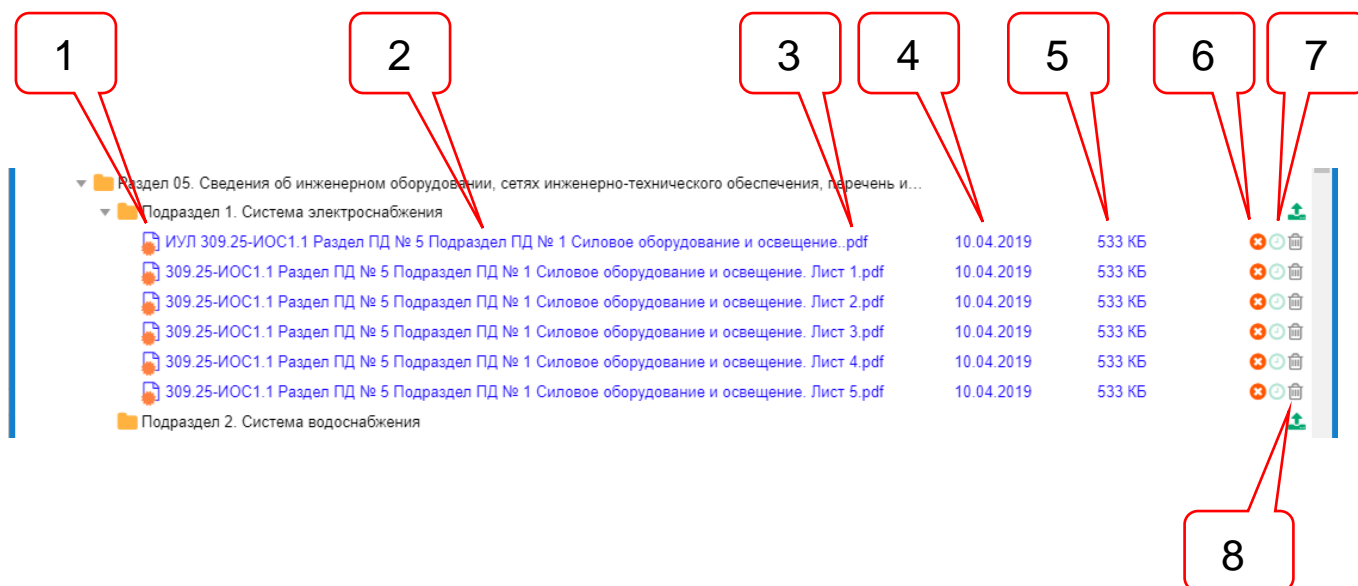 1 2 3 4 5 6 7
Раздел 05. Сведения об инженерном оборудовании, сетях инженерно-технического обеспечения, перечень и...
Подраздел 1. Система электроснабжения
ИУЛ 309.25-ИОС1.1 Раздел ПД № 5 Подраздел ПД № 1 Силовое оборудование и освещение..pdf 10.04.2019 533 КБ
309.25-ИОС1.1 Раздел ПД № 5 Подраздел ПД № 1 Силовое оборудование и освещение. Лист 1.pdf 10.04.2019 533 КБ
309.25-ИОС1.1 Раздел ПД № 5 Подраздел ПД № 1 Силовое оборудование и освещение. Лист 2.pdf 10.04.2019 533 КБ
309.25-ИОС1.1 Раздел ПД № 5 Подраздел ПД № 1 Силовое оборудование и освещение. Лист 3.pdf 10.04.2019 533 КБ
309.25-ИОС1.1 Раздел ПД № 5 Подраздел ПД № 1 Силовое оборудование и освещение. Лист 4.pdf 10.04.2019 533 КБ
309.25-ИОС1.1 Раздел ПД № 5 Подраздел ПД № 1 Силовое оборудование и освещение. Лист 5.pdf 10.04.2019 533 КБ
Подраздел 2. Система водоснабжения
8